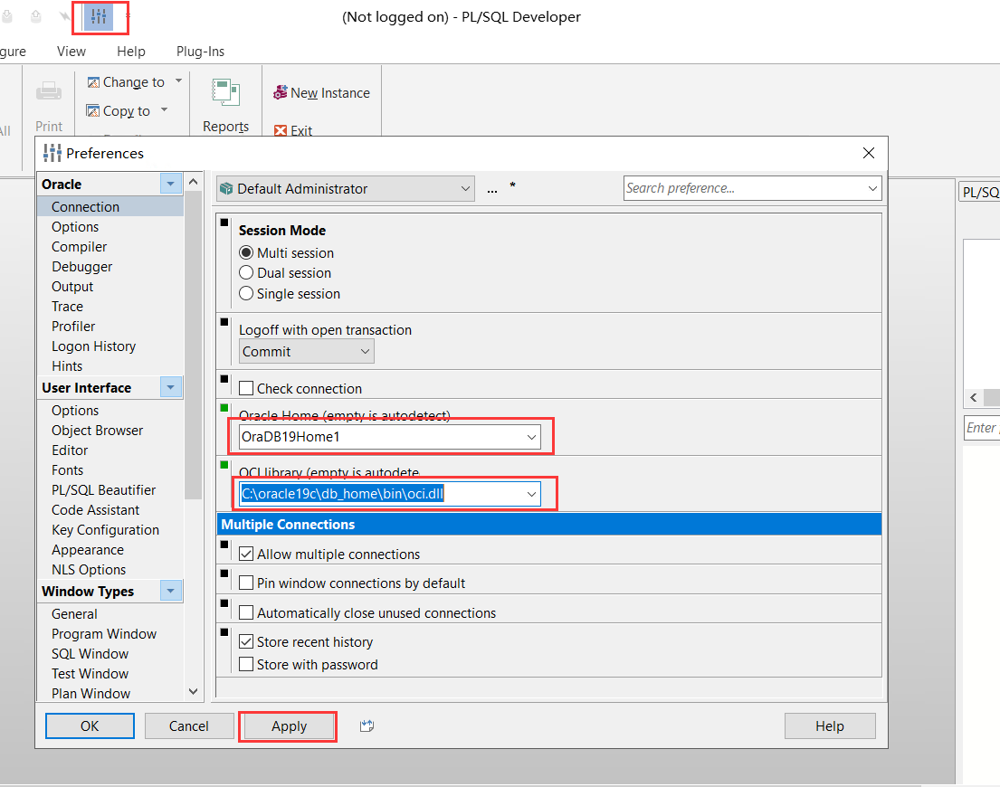 (Not logged on) - PL/SQL Developer
gure View Help Plug-Ins
Change to
New Instance
Copy to
All Print Reports Exit
Preferences
Oracle
Connection
Options
Compiler
Debugger
Output
Trace
Profiler
Logon History
Hints
User Interface
Options
Object Browser
Editor
Fonts
PL/SQL Beautifier
Code Assistant
Key Configuration
Appearance
NLS Options
Window Types
General
Program Window
SQL Window
Test Window
Plan Window
Default Administrator ... * Search preference...
Session Mode
Multi session
Dual session
Single session
Logoff with open transaction
Commit
Check connection
Oracle Home (empty is autodetect)
OraDB19Home1
OCI library (empty is autodete
C:\oracle19c\db_home\bin\oci.dll
Multiple Connections
Allow multiple connections
Pin window connections by default
Automatically close unused connections
Store recent history
Store with password
OK Cancel Apply Help
PL/SQ
Enter